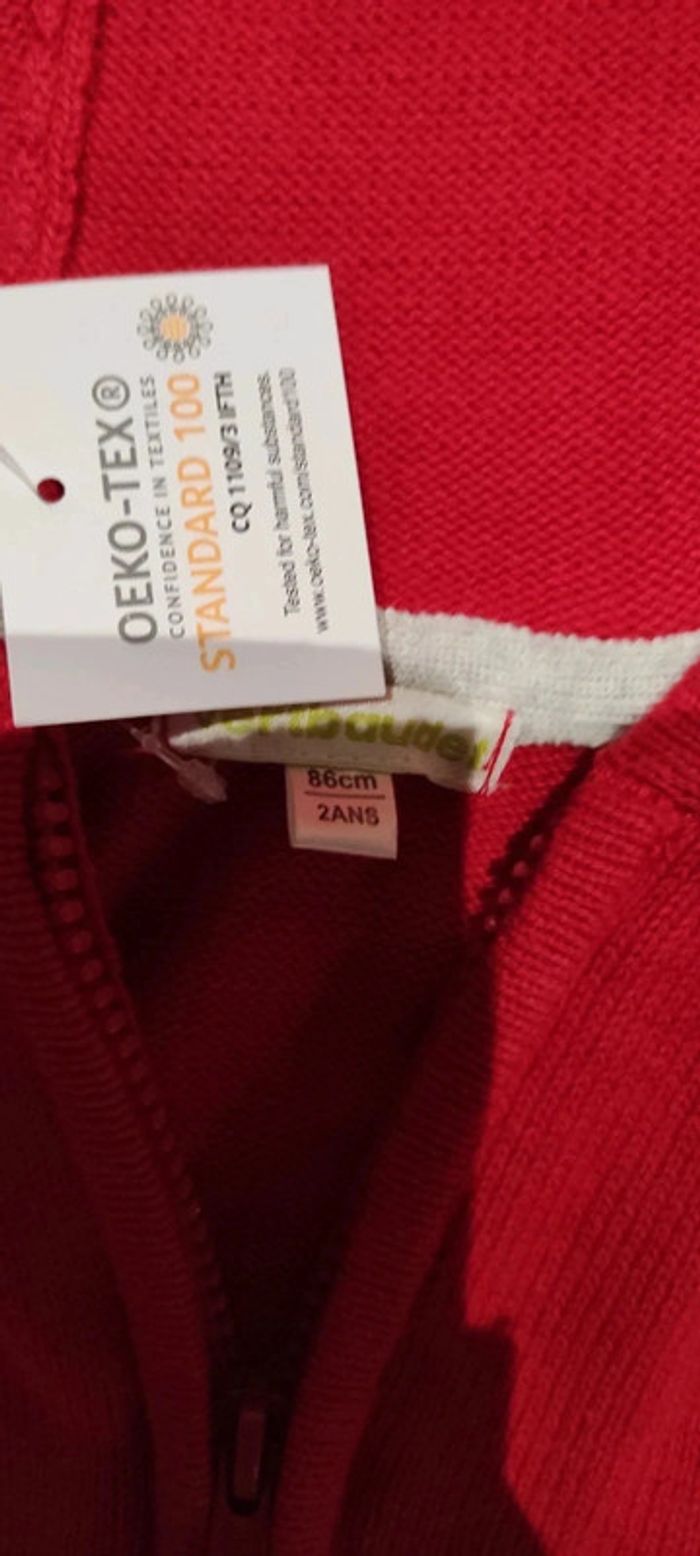 OEKO-TEX®
CONFIDENCE IN TEXTILES
STANDARD 100
CQ 1109/3 IFTH
Tested for harmful substances.
www.oeko-tex.com/standard100
vertbaudet
86cm
2ANS